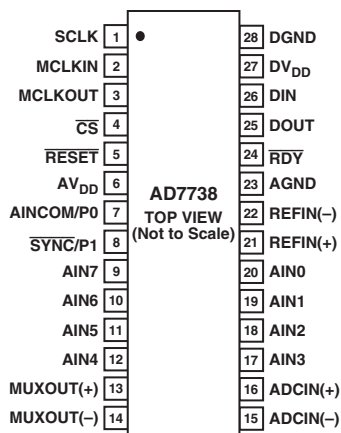 SCLK 1 28 DGND
MCLKIN 2 27 DVDD
MCLKOUT 3 26 DIN
CS 4 25 DOUT
RESET 5 24 RDY
AVDD 6 23 AGND
AINCOM/P0 7 22 REFIN(–)
SYNC/P1 8 21 REFIN(+)
AIN7 9 20 AIN0
AIN6 10 19 AIN1
AIN5 11 18 AIN2
AIN4 12 17 AIN3
MUXOUT(+) 13 16 ADCIN(+)
MUXOUT(–) 14 15 ADCIN(–)
AD7738
TOP VIEW
(Not to Scale)